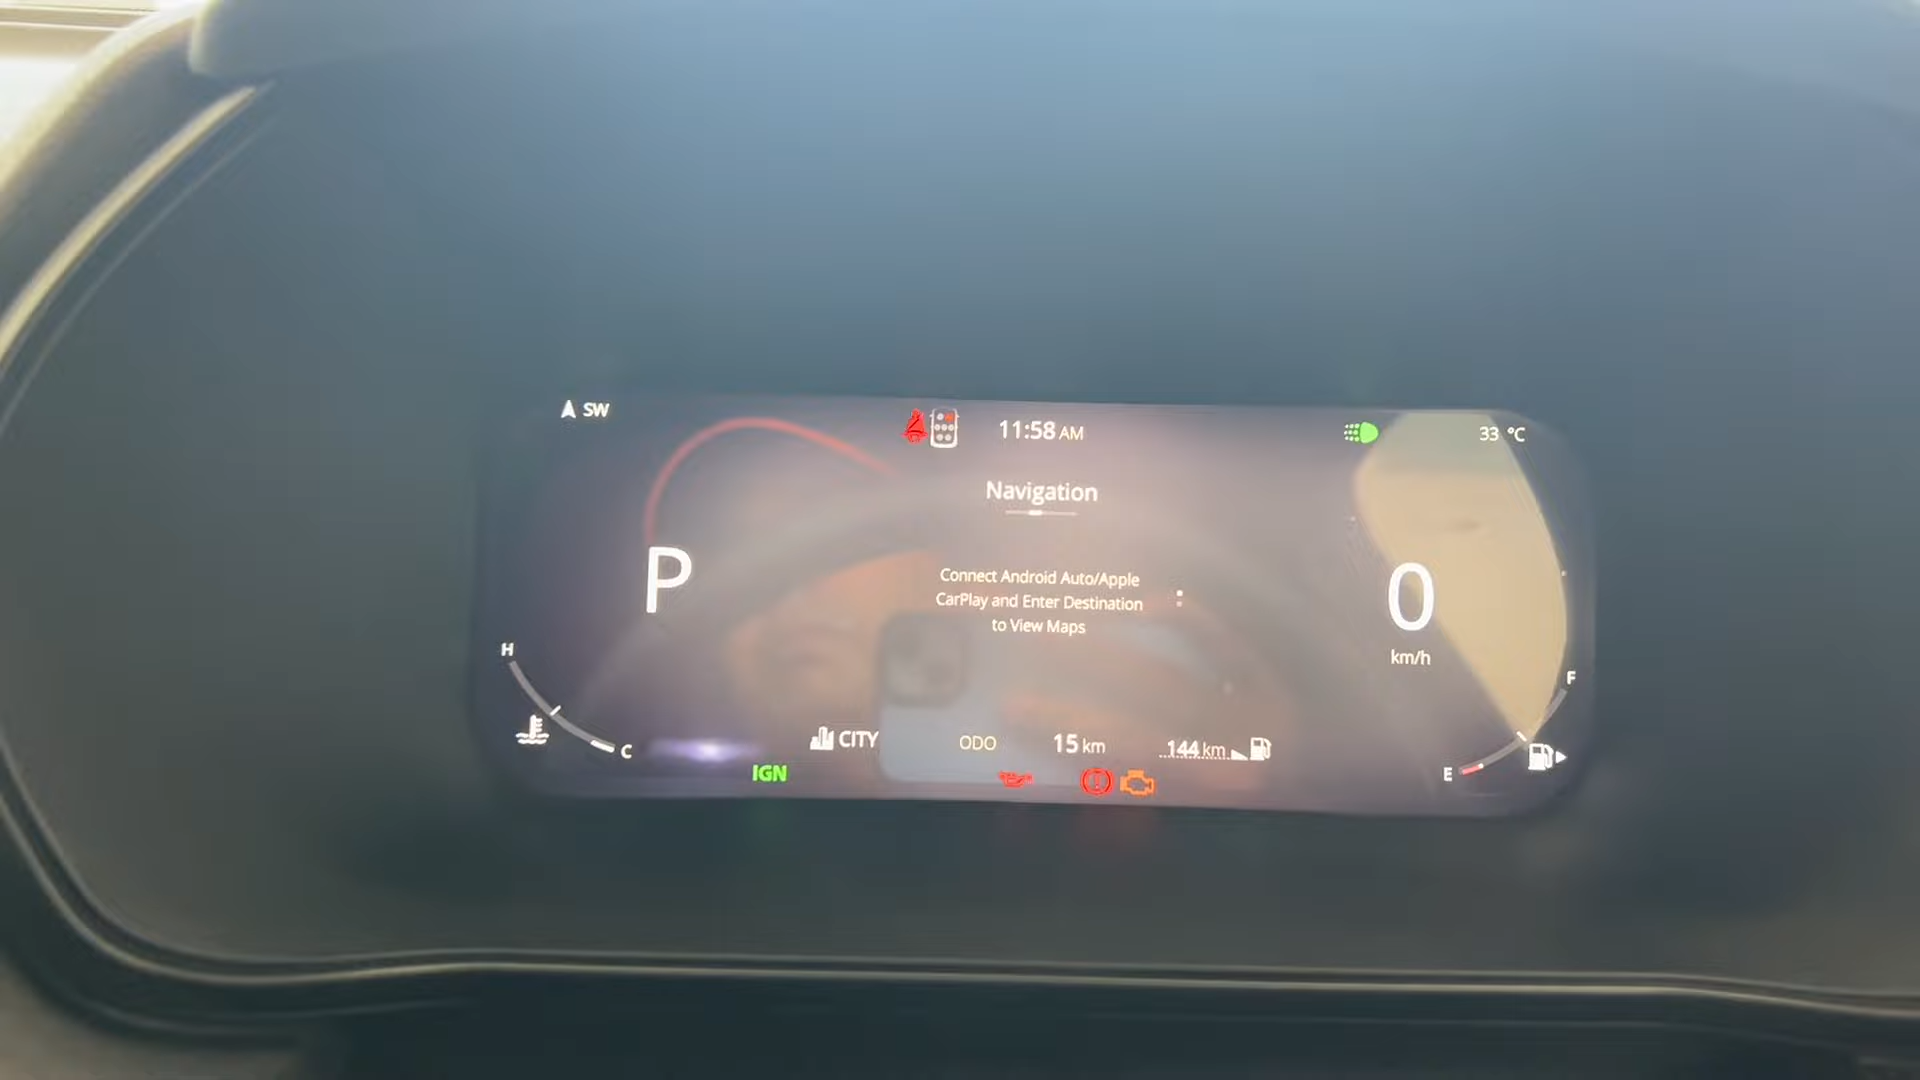 SW
11:58 AM
33 °C
Navigation
P
Connect Android Auto/Apple
CarPlay and Enter Destination
to View Maps
0
km/h
H
C
F
E
CITY
ODO
15 km
144 km
IGN